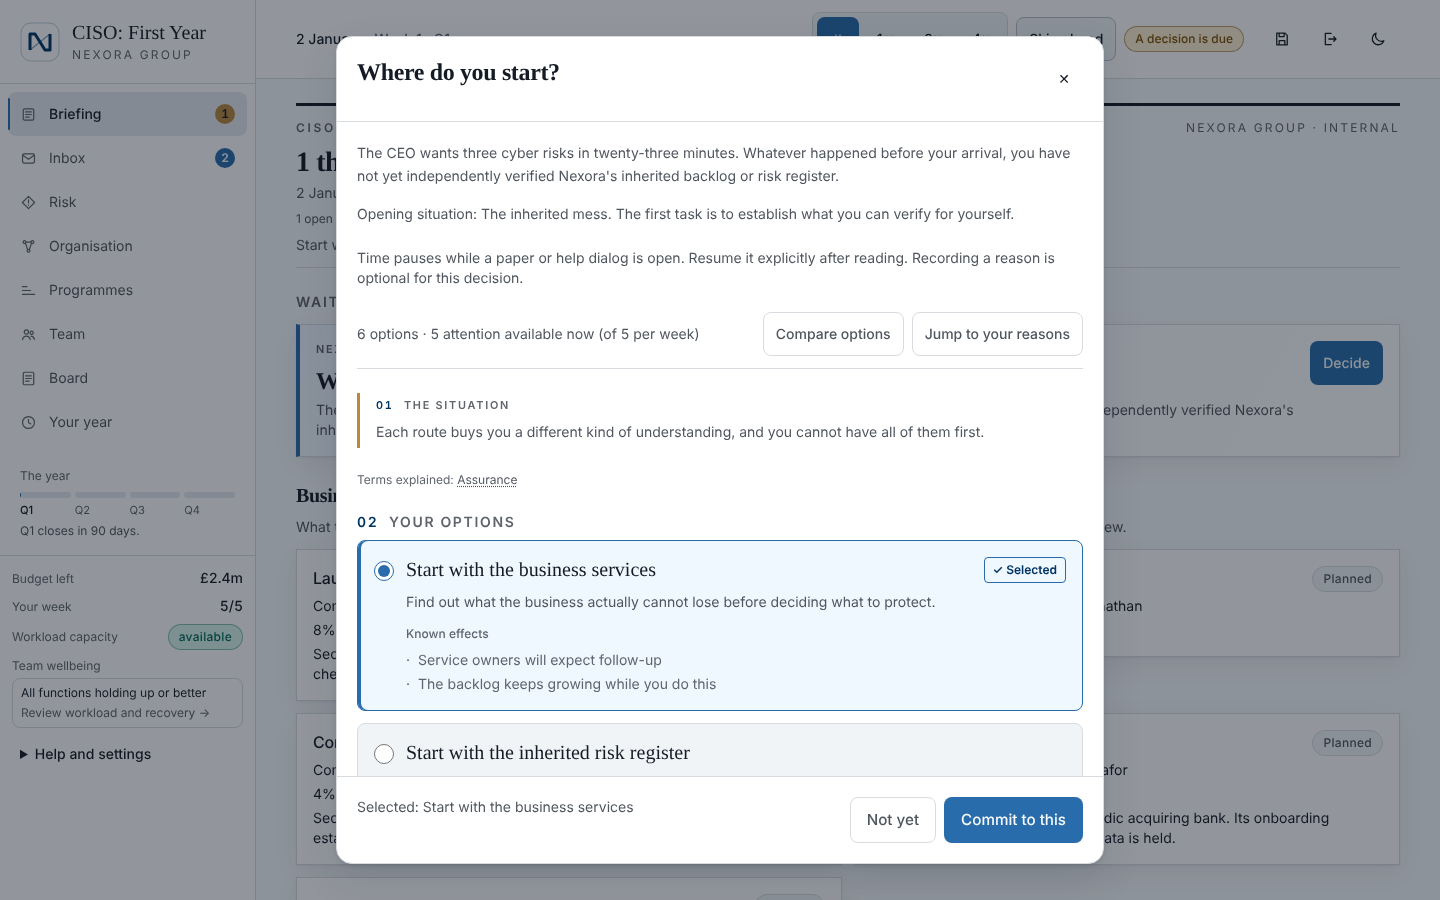 CISO: First Year
NEXORA GROUP
Briefing
1
Inbox
2
Risk
Organisation
Programmes
Team
Board
Your year
The year
Q1
Q2
Q3
Q4
Q1 closes in 90 days.
Budget left
£2.4m
Your week
5/5
Workload capacity
available
Team wellbeing
All functions holding up or better
Review workload and recovery →
Help and settings
A decision is due
NEXORA GROUP · INTERNAL
Decide
ependently verified Nexora's
Planned
Planned
dic acquiring bank. Its onboarding
Where do you start?
×
The CEO wants three cyber risks in twenty-three minutes. Whatever happened before your arrival, you have
not yet independently verified Nexora's inherited backlog or risk register.
Opening situation: The inherited mess. The first task is to establish what you can verify for yourself.
Time pauses while a paper or help dialog is open. Resume it explicitly after reading. Recording a reason is
optional for this decision.
6 options · 5 attention available now (of 5 per week)
Compare options
Jump to your reasons
01 THE SITUATION
Each route buys you a different kind of understanding, and you cannot have all of them first.
Terms explained: Assurance
02 YOUR OPTIONS
Start with the business services
✓ Selected
Find out what the business actually cannot lose before deciding what to protect.
Known effects
· Service owners will expect follow-up
· The backlog keeps growing while you do this
Start with the inherited risk register
Selected: Start with the business services
Not yet
Commit to this